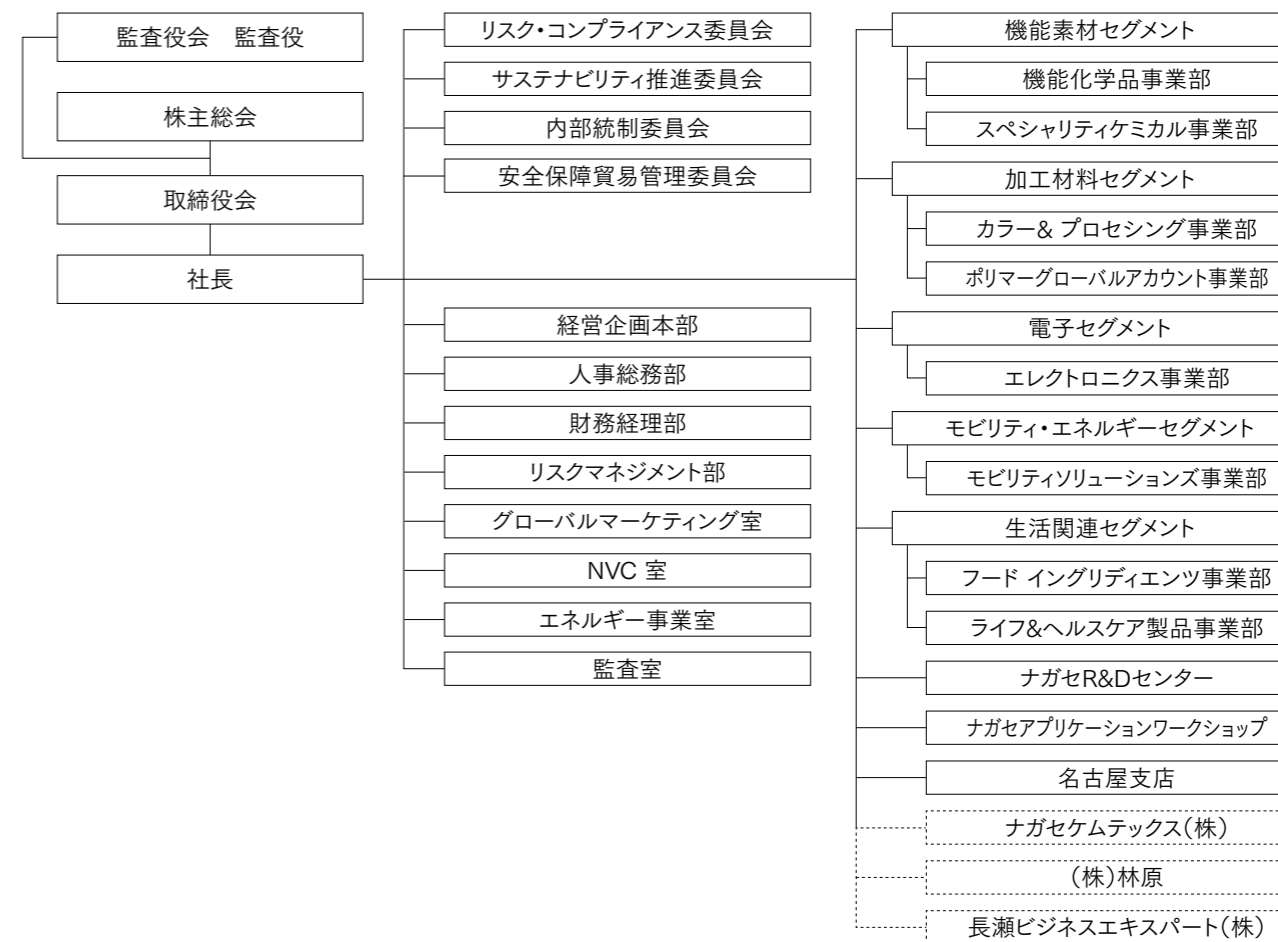 監査役会　監査役
株主総会
取締役会
社長
リスク・コンプライアンス委員会
サステナビリティ推進委員会
内部統制委員会
安全保障貿易管理委員会
経営企画本部
人事総務部
財務経理部
リスクマネジメント部
グローバルマーケティング室
NVC 室
エネルギー事業室
監査室
機能素材セグメント
機能化学品事業部
スペシャリティケミカル事業部
加工材料セグメント
カラー& プロセシング事業部
ポリマーグローバルアカウント事業部
電子セグメント
エレクトロニクス事業部
モビリティ・エネルギーセグメント
モビリティソリューションズ事業部
生活関連セグメント
フード イングリディエンツ事業部
ライフ&ヘルスケア製品事業部
ナガセR&Dセンター
ナガセアプリケーションワークショップ
名古屋支店
ナガセケムテックス(株)
(株)林原
長瀬ビジネスエキスパート(株)